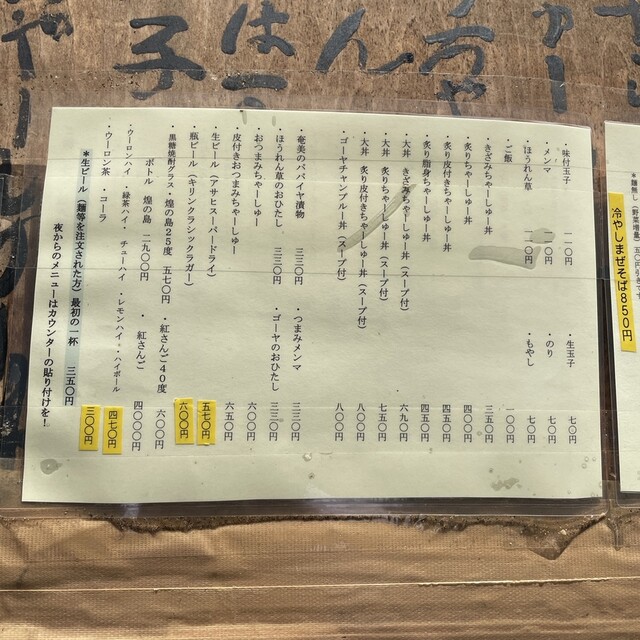 冷やしまぜそば850円
・味付玉子 一一〇円 ・生玉子 七〇円
・メンマ 一一〇円 ・のり 七〇円
・ほうれん草 一一〇円 ・もやし 七〇円
・ご飯 一〇〇円
・きざみちゃーしゅー丼 三五〇円
・炙りちゃーしゅー丼 四五〇円
・炙り皮付きちゃーしゅー丼 四五〇円
・炙り脂身ちゃーしゅー丼 四五〇円
・大丼 きざみちゃーしゅー丼(スープ付) 六九〇円
・大丼 炙りちゃーしゅー丼(スープ付) 七五〇円
・大丼 炙り皮付きちゃーしゅー丼(スープ付) 八〇〇円
・ゴーヤチャンプルー丼(スープ付) 八〇〇円
・奄美のパパイヤ漬物 三三〇円 ・つまみメンマ 三三〇円
・ほうれん草のおひたし 三三〇円 ・ゴーヤのおひたし 三三〇円
・おつまみちゃーしゅー 六〇〇円
・皮付きおつまみちゃーしゅー 六五〇円
・生ビール(アサヒスーパードライ) 五七〇円
・瓶ビール(キリンクラシックラガー) 六〇〇円
・黒糖焼酎グラス・煌の島25度 五七〇円 ・紅さんご40度 六〇〇円
ボトル 煌の島 二九〇〇円 ・紅さんご 四〇〇〇円
・ウーロンハイ・緑茶ハイ・チューハイ・レモンハイ・ハイボール 四七〇円
・ウーロン茶 ・コーラ 三〇〇円
*生ビール(麺等を注文された方)最初の一杯 三五〇円
夜からのメニューはカウンターの貼り付けを!